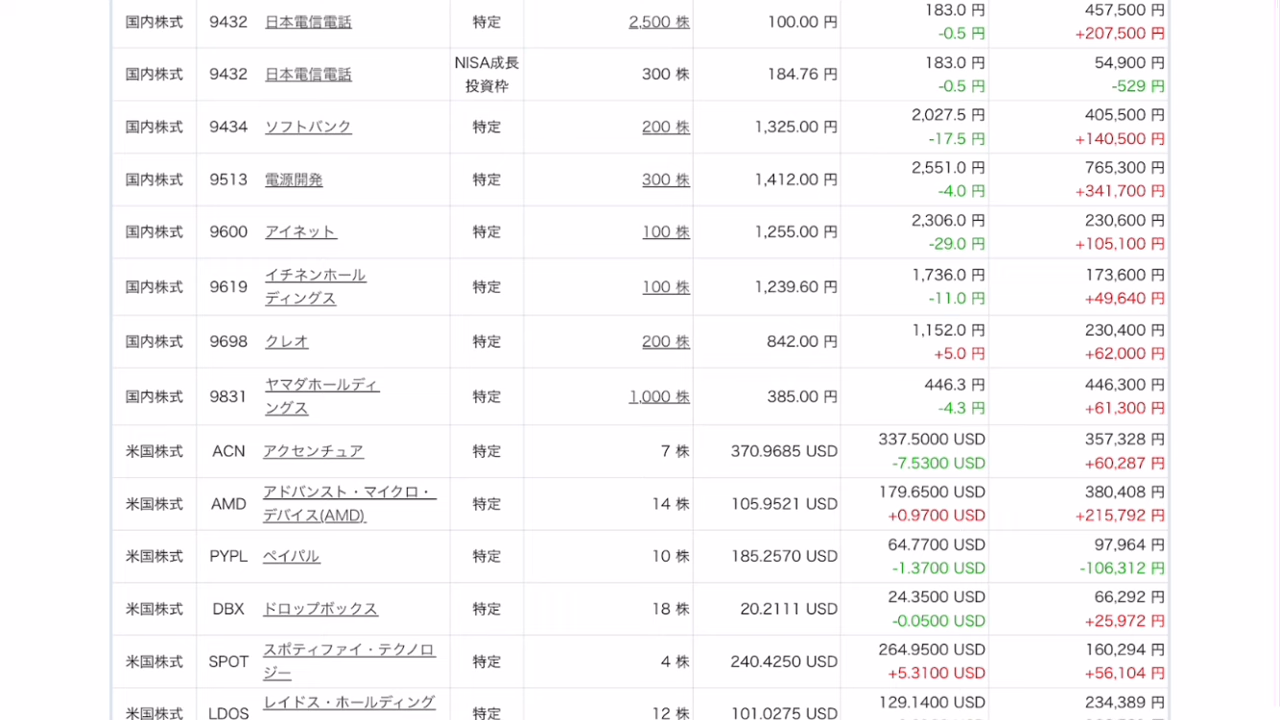 国内株式 9432 日本電信電話 特定 2,500 株 100.00 円 183.0 円 457,500 円
-0.5 円 +207,500 円
国内株式 9432 日本電信電話 NISA成長 300 株 184.76 円 183.0 円 54,900 円
投資枠 -0.5 円 -529 円
国内株式 9434 ソフトバンク 特定 200 株 1,325.00 円 2,027.5 円 405,500 円
-17.5 円 +140,500 円
国内株式 9513 電源開発 特定 300 株 1,412.00 円 2,551.0 円 765,300 円
-4.0 円 +341,700 円
国内株式 9600 アイネット 特定 100 株 1,255.00 円 2,306.0 円 230,600 円
-29.0 円 +105,100 円
国内株式 9619 イチネンホール 特定 100 株 1,239.60 円 1,736.0 円 173,600 円
ディングス -11.0 円 +49,640 円
国内株式 9698 クレオ 特定 200 株 842.00 円 1,152.0 円 230,400 円
+5.0 円 +62,000 円
国内株式 9831 ヤマダホールディ 特定 1,000 株 385.00 円 446.3 円 446,300 円
ングス -4.3 円 +61,300 円
米国株式 ACN アクセンチュア 特定 7 株 370.9685 USD 337.5000 USD 357,328 円
-7.5300 USD +60,287 円
米国株式 AMD アドバンスト・マイクロ・ 特定 14 株 105.9521 USD 179.6500 USD 380,408 円
デバイス(AMD) +0.9700 USD +215,792 円
米国株式 PYPL ペイパル 特定 10 株 185.2570 USD 64.7700 USD 97,964 円
-1.3700 USD -106,312 円
米国株式 DBX ドロップボックス 特定 18 株 20.2111 USD 24.3500 USD 66,292 円
-0.0500 USD +25,972 円
米国株式 SPOT スポティファイ・テクノロ 特定 4 株 240.4250 USD 264.9500 USD 160,294 円
ジー +5.3100 USD +56,104 円
米国株式 LDOS レイドス・ホールディング 特定 12 株 101.0275 USD 129.1400 USD 234,389 円